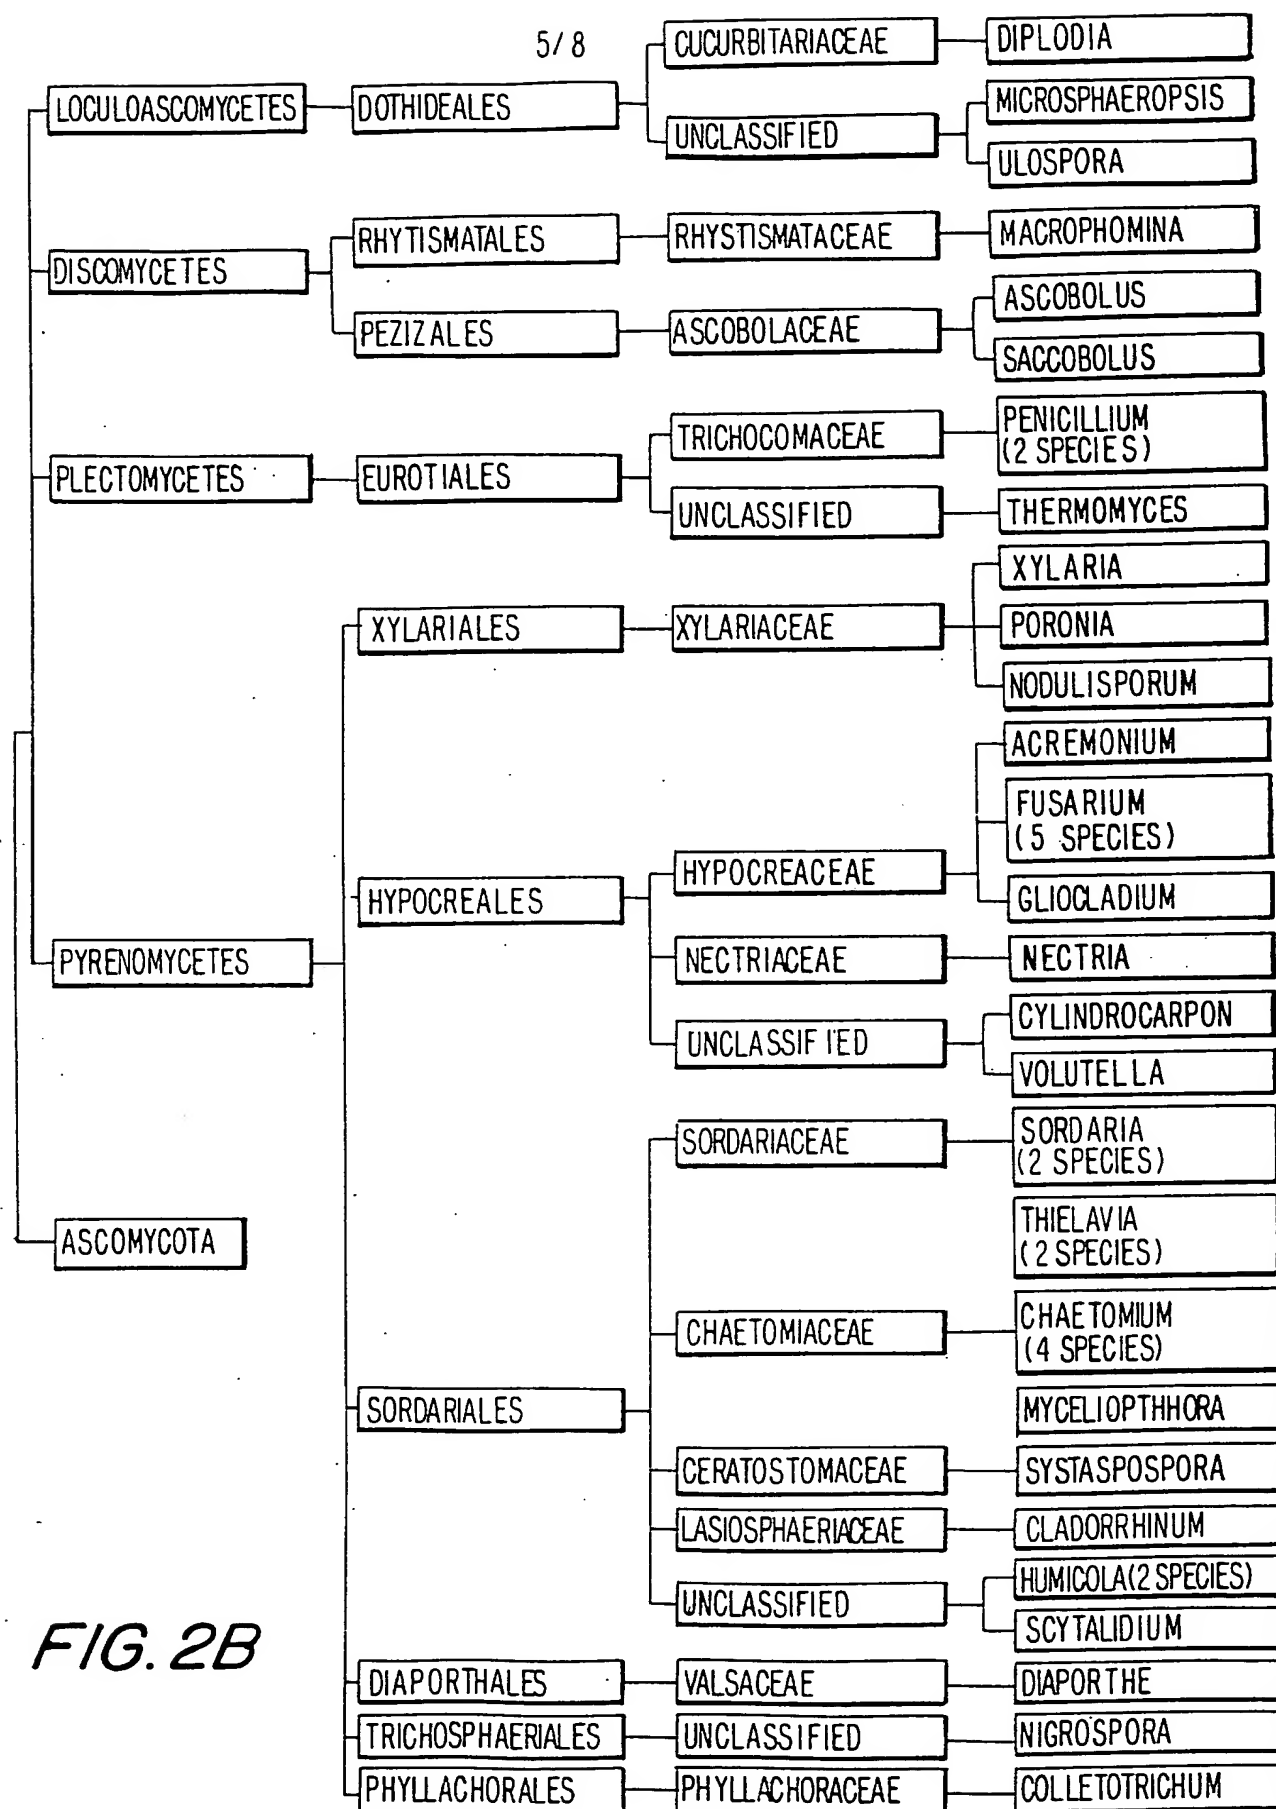 5/8
CUCURBITARIACEAE
DIPLODIA
LOCULOASCOMYCETES
DOTHIDEALES
MICROSPHAEROPSIS
UNCLASSIFIED
ULOSPORA
RHYTISMATALES
RHYSTISMATACEAE
MACROPHOMINA
DISCOMYCETES
ASCOBOLUS
PEZIZALES
ASCOBOLACEAE
SACCOBOLUS
TRICHOCOMACEAE
PENICILLIUM
(2 SPECIES)
PLECTOMYCETES
EUROTIALES
UNCLASSIFIED
THERMOMYCES
XYLARIA
XYLARIALES
XYLARIACEAE
PORONIA
NODULISPORUM
ACREMONIUM
FUSARIUM
(5 SPECIES)
HYPOCREACEAE
HYPOCREALES
GLIOCLADIUM
PYRENOMYCETES
NECTRIACEAE
NECTRIA
CYLINDROCARPON
UNCLASSIFIED
VOLUTELLA
SORDARIACEAE
SORDARIA
(2 SPECIES)
ASCOMYCOTA
THIELAVIA
(2 SPECIES)
CHAETOMIACEAE
CHAETOMIUM
(4 SPECIES)
SORDARIALES
MYCELIOPTHHORA
CERATOSTOMACEAE
SYSTASPOSPORA
LASIOSPHAERIACEAE
CLADORRHINUM
HUMICOLA(2 SPECIES)
UNCLASSIFIED
SCYTALIDIUM
FIG. 2B
DIAPORTHALES
VALSACEAE
DIAPORTHE
TRICHOSPHAERIALES
UNCLASSIFIED
NIGROSPORA
PHYLLACHORALES
PHYLLACHORACEAE
COLLETOTRICHUM